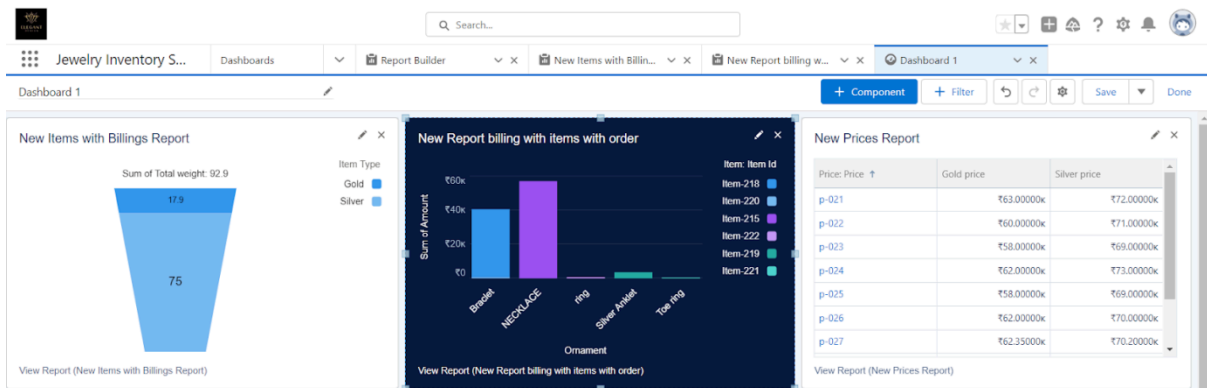 Search...
Jewelry Inventory S...
Dashboards
Report Builder
New Items with Billin...
New Report billing w...
Dashboard 1
Dashboard 1
+ Component
+ Filter
Save
Done
New Items with Billings Report
Sum of Total weight: 92.9
17.9
75
Item Type
Gold
Silver
View Report (New Items with Billings Report)
New Report billing with items with order
Sum of Amount
₹60K
₹40K
₹20K
₹0
Braclet
NECKLACE
ring
Silver Anklet
Toe ring
Ornament
Item: Item Id
Item-218
Item-220
Item-215
Item-222
Item-219
Item-221
View Report (New Report billing with items with order)
New Prices Report
Price: Price ↑ Gold price Silver price
p-021 ₹63.00000K ₹72.00000K
p-022 ₹60.00000K ₹71.00000K
p-023 ₹58.00000K ₹69.00000K
p-024 ₹62.00000K ₹73.00000K
p-025 ₹58.00000K ₹69.00000K
p-026 ₹62.00000K ₹70.00000K
p-027 ₹62.35000K ₹70.20000K
View Report (New Prices Report)